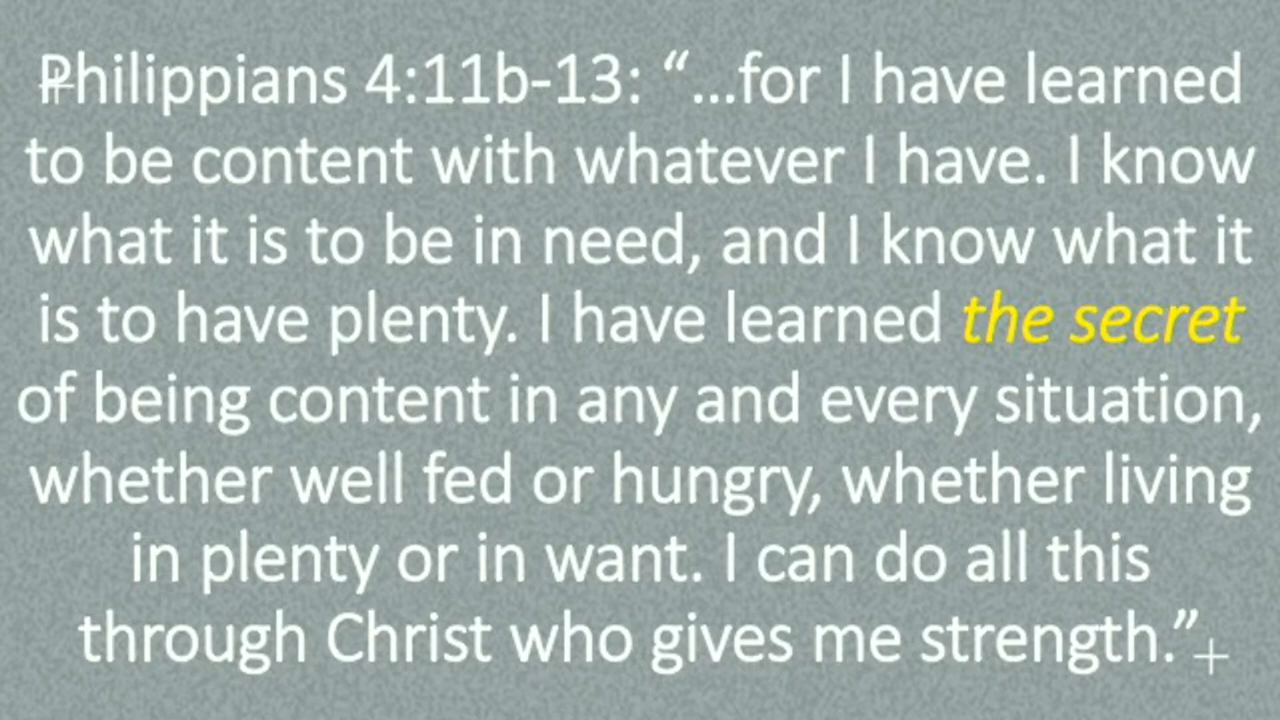 Philippians 4:11b-13: “…for I have learned
to be content with whatever I have. I know
what it is to be in need, and I know what it
is to have plenty. I have learned the secret
of being content in any and every situation,
whether well fed or hungry, whether living
in plenty or in want. I can do all this
through Christ who gives me strength.”